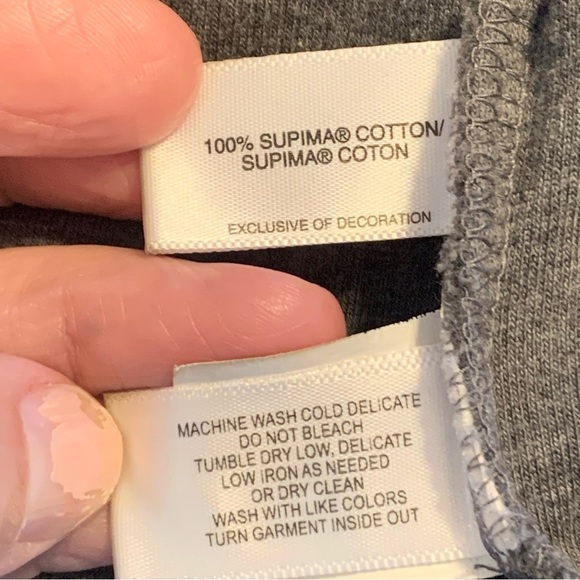 100% SUPIMA® COTTON/
SUPIMA® COTON
EXCLUSIVE OF DECORATION
MACHINE WASH COLD DELICATE
DO NOT BLEACH
TUMBLE DRY LOW, DELICATE
LOW IRON AS NEEDED
OR DRY CLEAN
WASH WITH LIKE COLORS
TURN GARMENT INSIDE OUT